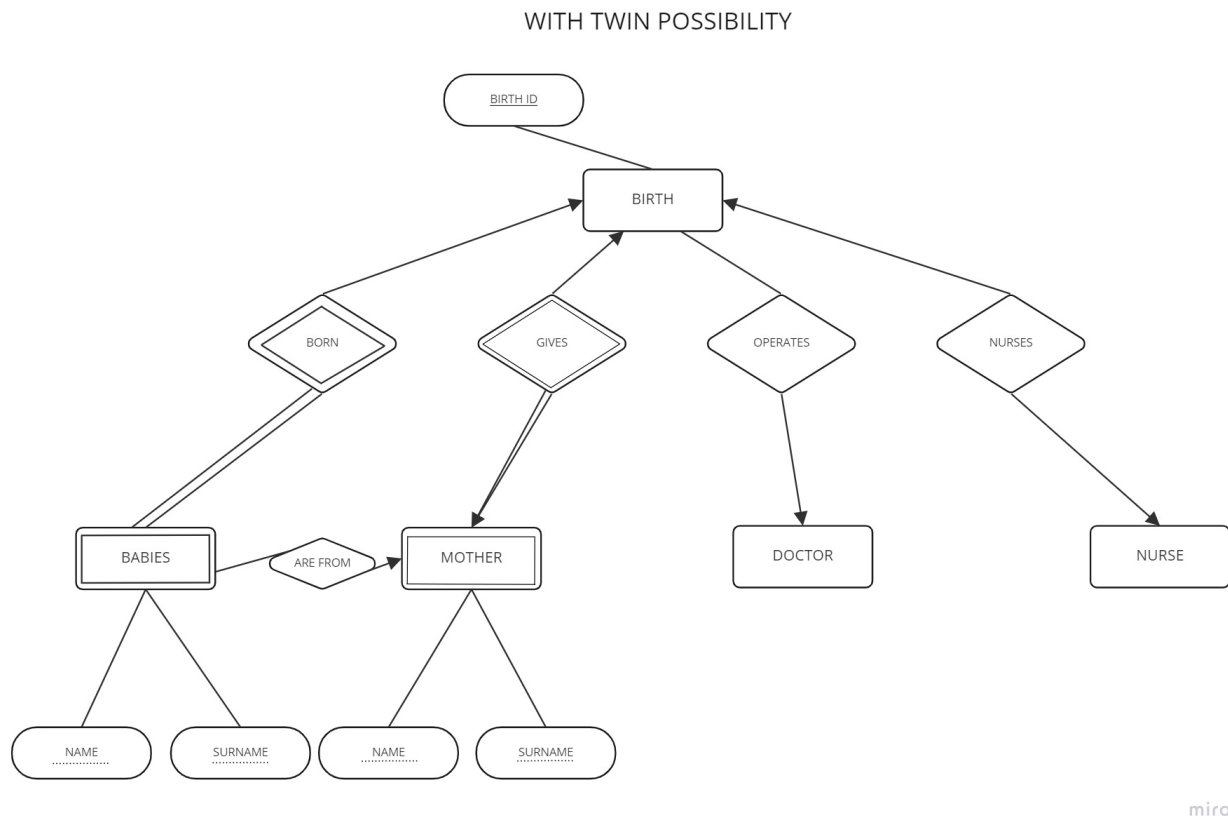 WITH TWIN POSSIBILITY
BIRTH ID
BIRTH
BORN
GIVES
OPERATES
NURSES
BABIES
ARE FROM
MOTHER
DOCTOR
NURSE
NAME
SURNAME
NAME
SURNAME
miro